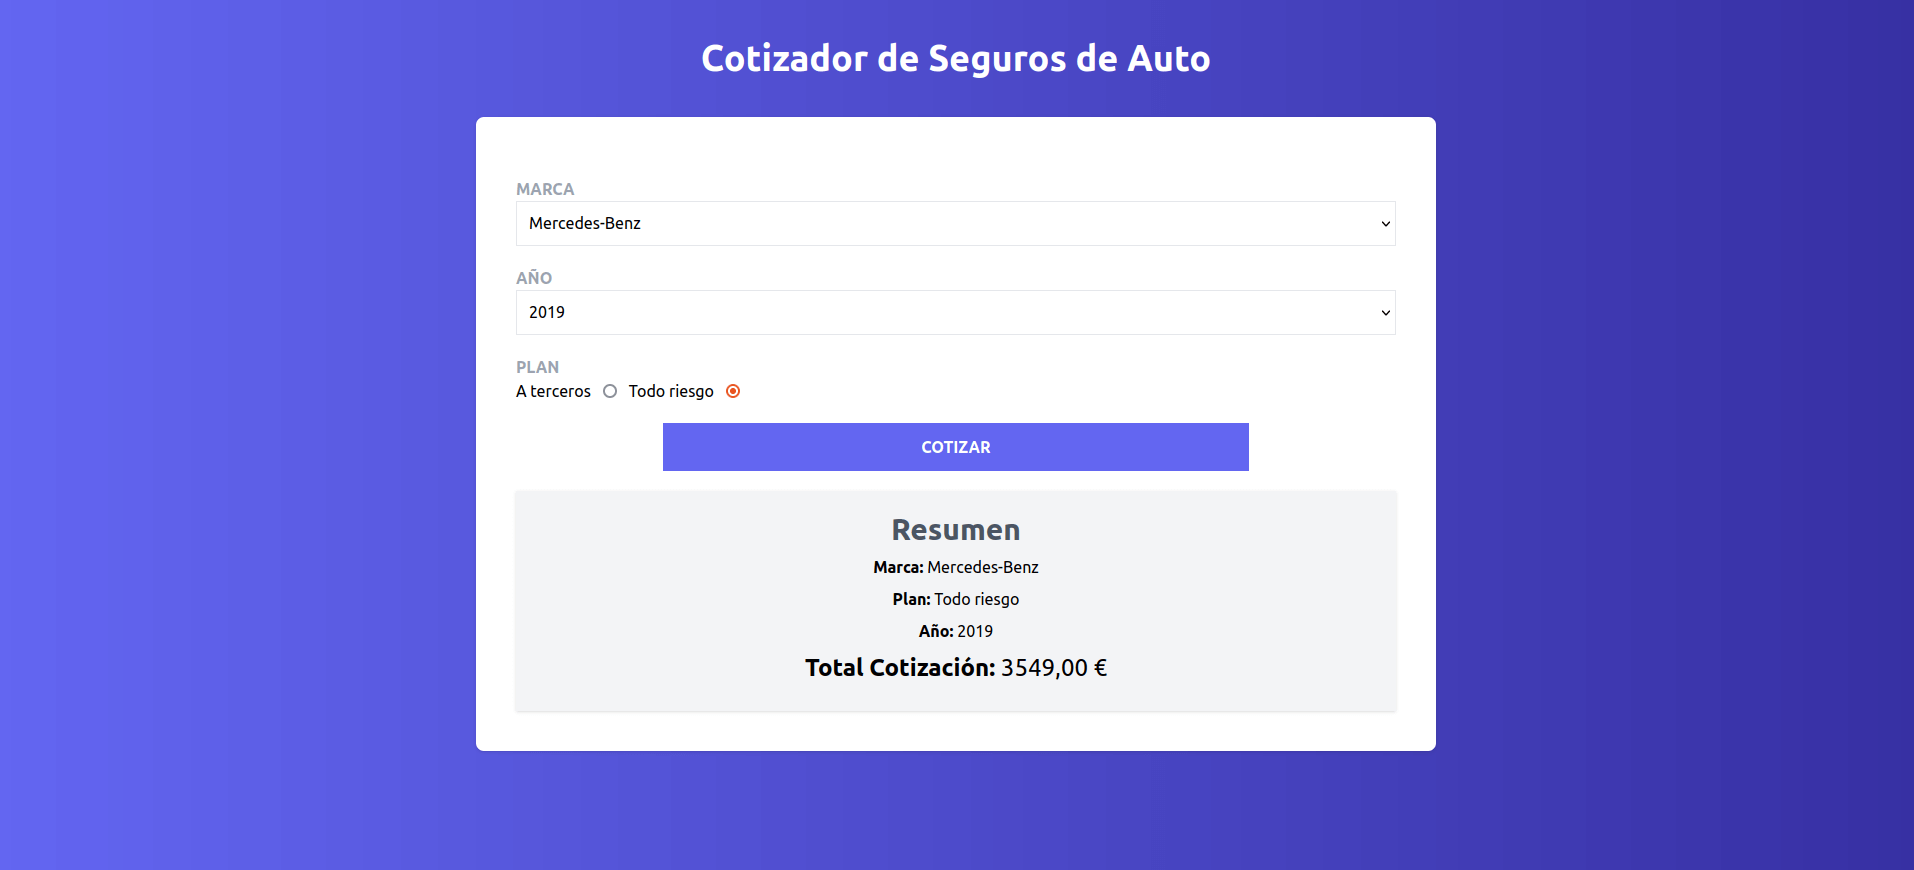 Cotizador de Seguros de Auto
MARCA
Mercedes-Benz
AÑO
2019
PLAN
A terceros Todo riesgo
COTIZAR
Resumen
Marca: Mercedes-Benz
Plan: Todo riesgo
Año: 2019
Total Cotización: 3549,00 €